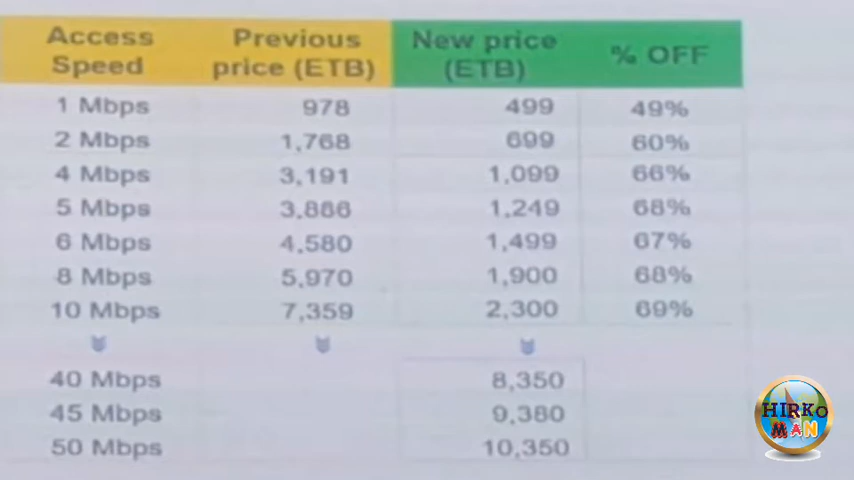 Access Speed Previous price (ETB) New price (ETB) % OFF
1 Mbps 978 499 49%
2 Mbps 1,768 699 60%
4 Mbps 3,191 1,099 66%
5 Mbps 3,866 1,249 68%
6 Mbps 4,580 1,499 67%
8 Mbps 5,970 1,900 68%
10 Mbps 7,359 2,300 69%
40 Mbps 8,350
45 Mbps 9,380
50 Mbps 10,350
HIRKO
MAN